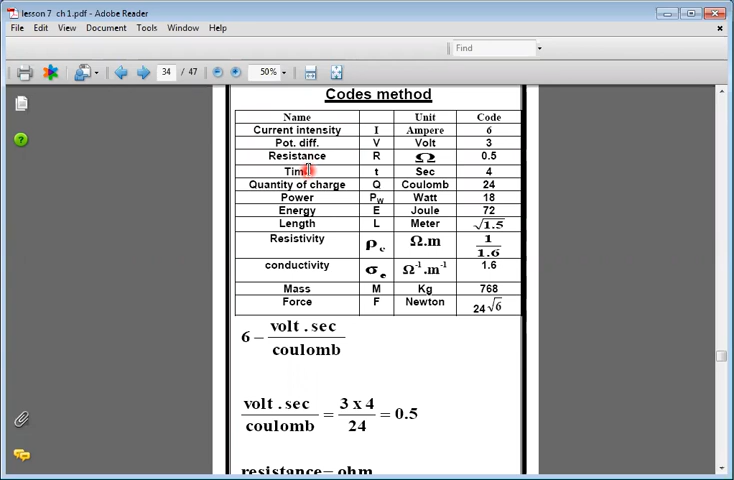 lesson 7 ch 1.pdf - Adobe Reader
File Edit View Document Tools Window Help
Find
34 / 47 50%
Codes method
Name Unit Code
Current intensity I Ampere 6
Pot. diff. V Volt 3
Resistance R Ω 0.5
Tim t Sec 4
Quantity of charge Q Coulomb 24
Power Pw Watt 18
Energy E Joule 72
Length L Meter √1.5
Resistivity ρe Ω.m 1/1.6
conductivity σe Ω⁻¹.m⁻¹ 1.6
Mass M Kg 768
Force F Newton 24√6
6 – volt . sec
coulomb
volt . sec = 3 x 4 = 0.5
coulomb 24
resistance= ohm